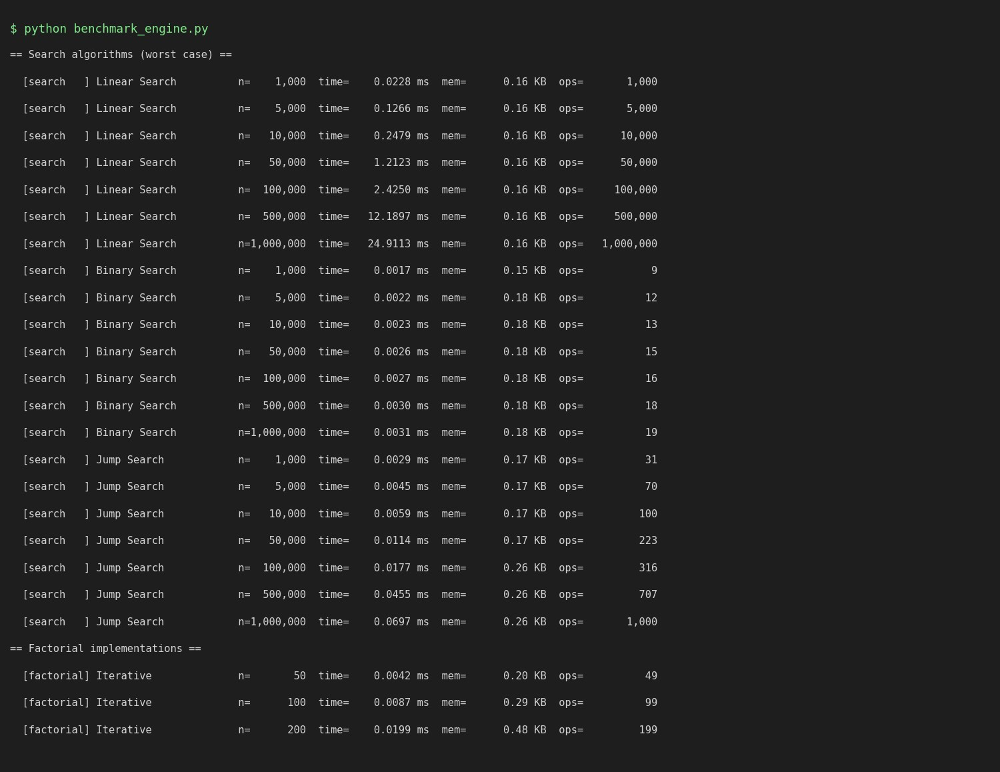 $ python benchmark_engine.py
== Search algorithms (worst case) ==
  [search   ] Linear Search          n=    1,000  time=    0.0228 ms  mem=      0.16 KB  ops=       1,000
  [search   ] Linear Search          n=    5,000  time=    0.1266 ms  mem=      0.16 KB  ops=       5,000
  [search   ] Linear Search          n=   10,000  time=    0.2479 ms  mem=      0.16 KB  ops=      10,000
  [search   ] Linear Search          n=   50,000  time=    1.2123 ms  mem=      0.16 KB  ops=      50,000
  [search   ] Linear Search          n=  100,000  time=    2.4250 ms  mem=      0.16 KB  ops=     100,000
  [search   ] Linear Search          n=  500,000  time=   12.1897 ms  mem=      0.16 KB  ops=     500,000
  [search   ] Linear Search          n=1,000,000  time=   24.9113 ms  mem=      0.16 KB  ops=   1,000,000
  [search   ] Binary Search          n=    1,000  time=    0.0017 ms  mem=      0.15 KB  ops=           9
  [search   ] Binary Search          n=    5,000  time=    0.0022 ms  mem=      0.18 KB  ops=          12
  [search   ] Binary Search          n=   10,000  time=    0.0023 ms  mem=      0.18 KB  ops=          13
  [search   ] Binary Search          n=   50,000  time=    0.0026 ms  mem=      0.18 KB  ops=          15
  [search   ] Binary Search          n=  100,000  time=    0.0027 ms  mem=      0.18 KB  ops=          16
  [search   ] Binary Search          n=  500,000  time=    0.0030 ms  mem=      0.18 KB  ops=          18
  [search   ] Binary Search          n=1,000,000  time=    0.0031 ms  mem=      0.18 KB  ops=          19
  [search   ] Jump Search            n=    1,000  time=    0.0029 ms  mem=      0.17 KB  ops=          31
  [search   ] Jump Search            n=    5,000  time=    0.0045 ms  mem=      0.17 KB  ops=          70
  [search   ] Jump Search            n=   10,000  time=    0.0059 ms  mem=      0.17 KB  ops=         100
  [search   ] Jump Search            n=   50,000  time=    0.0114 ms  mem=      0.17 KB  ops=         223
  [search   ] Jump Search            n=  100,000  time=    0.0177 ms  mem=      0.26 KB  ops=         316
  [search   ] Jump Search            n=  500,000  time=    0.0455 ms  mem=      0.26 KB  ops=         707
  [search   ] Jump Search            n=1,000,000  time=    0.0697 ms  mem=      0.26 KB  ops=       1,000
== Factorial implementations ==
  [factorial] Iterative              n=       50  time=    0.0042 ms  mem=      0.20 KB  ops=          49
  [factorial] Iterative              n=      100  time=    0.0087 ms  mem=      0.29 KB  ops=          99
  [factorial] Iterative              n=      200  time=    0.0199 ms  mem=      0.48 KB  ops=         199